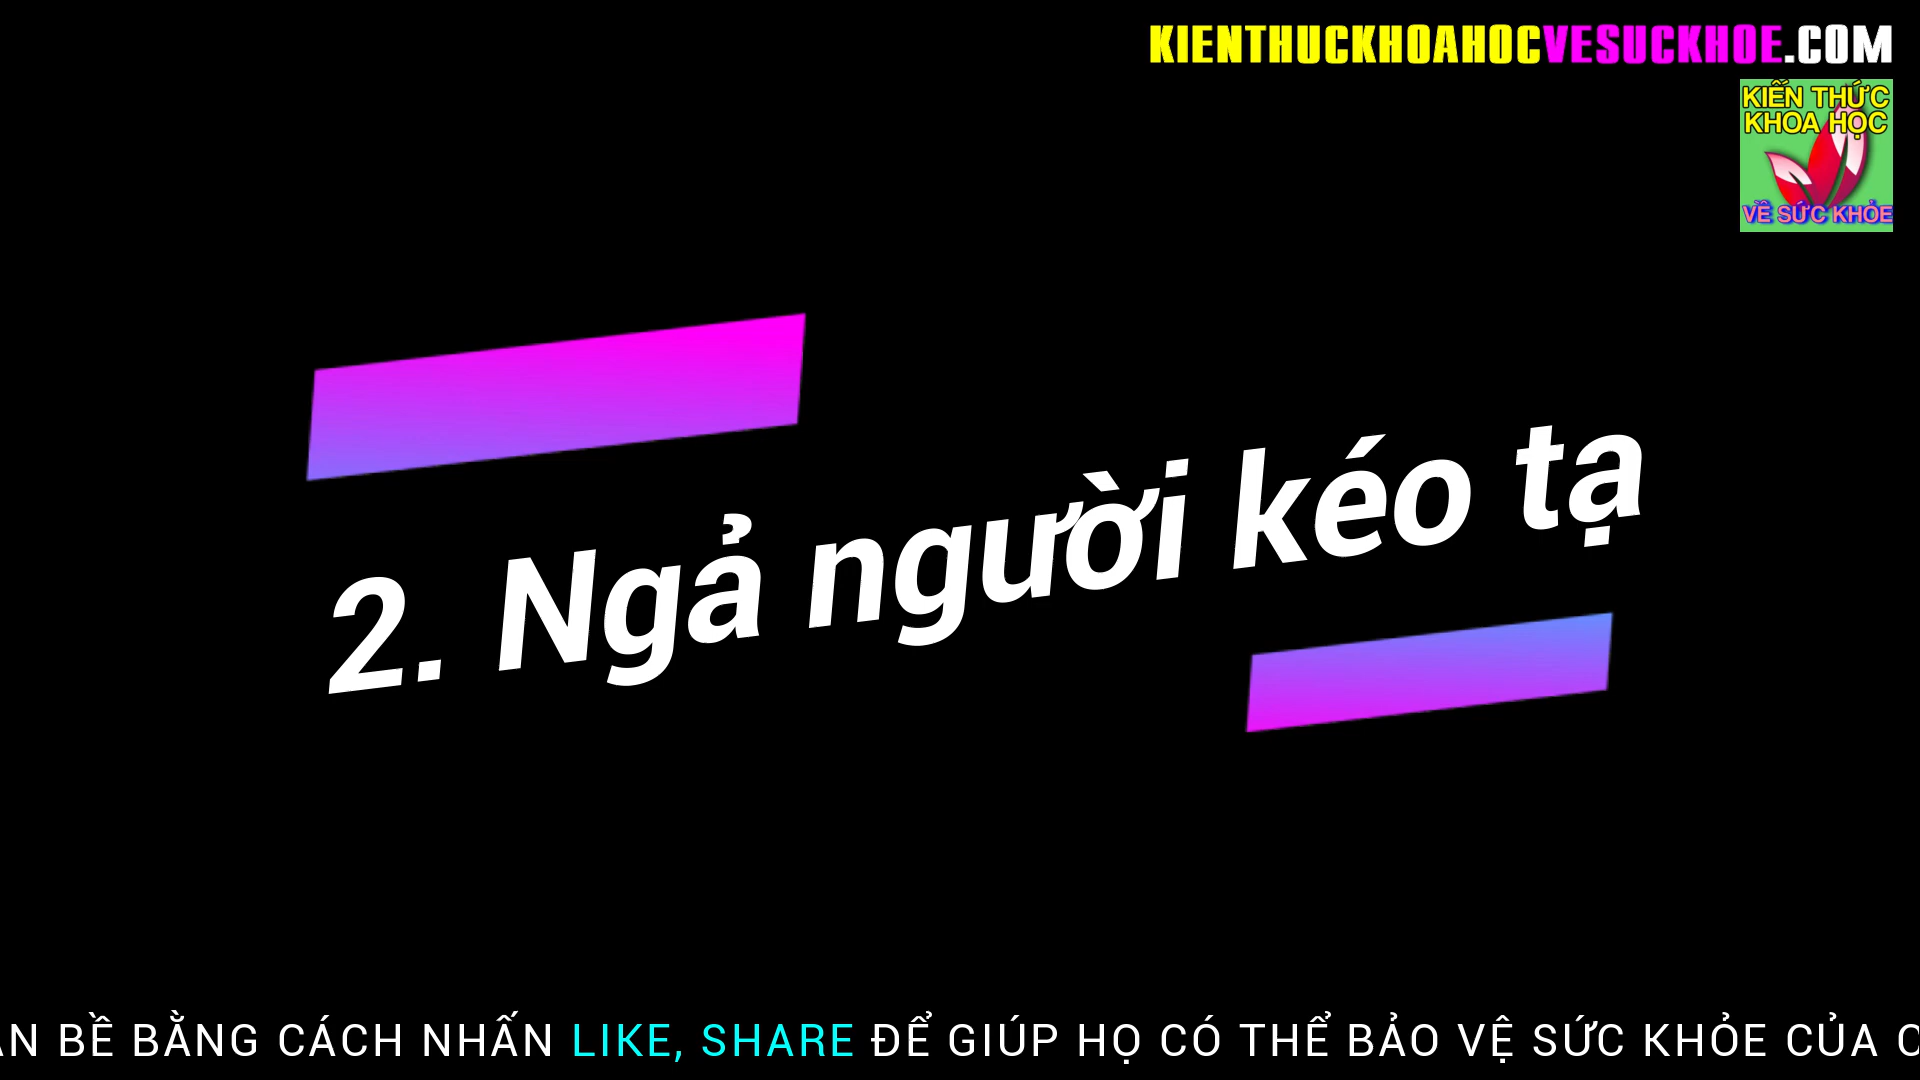 KIENTHUCKHOAHOCVESUCKHOE.COM
KIẾN THỨC
KHOA HỌC
VỀ SỨC KHỎE
2. Ngả người kéo tạ
BỀ BẰNG CÁCH NHẤN LIKE, SHARE ĐỂ GIÚP HỌ CÓ THỂ BẢO VỆ SỨC KHỎE CỦA